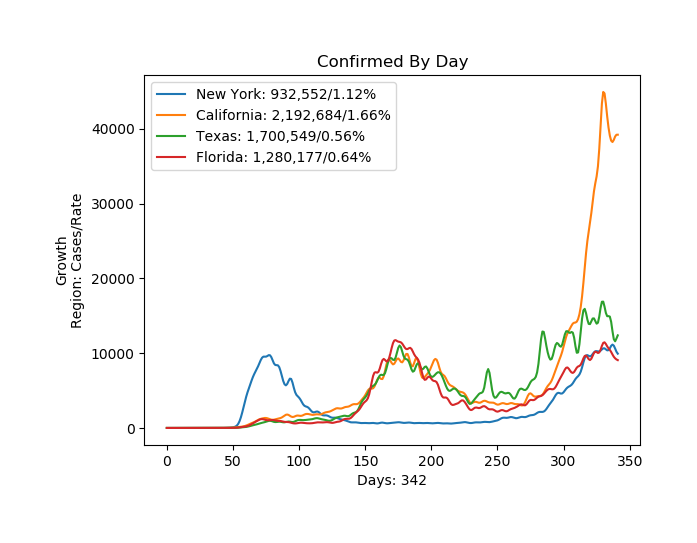 Confirmed By Day
New York: 932,552/1.12%
California: 2,192,684/1.66%
Texas: 1,700,549/0.56%
Florida: 1,280,177/0.64%
Growth
Region: Cases/Rate
40000
30000
20000
10000
0
0 50 100 150 200 250 300 350
Days: 342